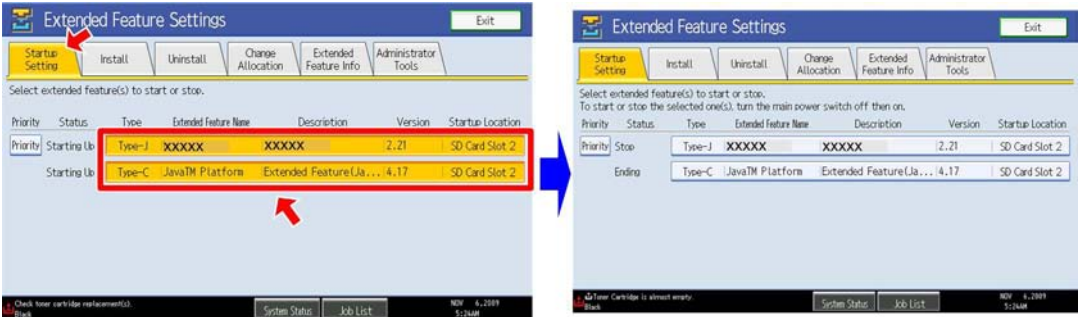 Extended Feature Settings
Exit
Startup Setting
Install
Uninstall
Change Allocation
Extended Feature Info
Administrator Tools
Select extended feature(s) to start or stop.
Priority Status Type Extended Feature Name Description Version Startup Location
Priority Starting Up Type-J XXXXX XXXXX 2.21 SD Card Slot 2
Starting Up Type-C JavaTM Platform Extended Feature(Ja... 4.17 SD Card Slot 2
Check toner cartridge replacement(s).
Black
System Status
Job List
NOV 6,2009
5:24AM
Extended Feature Settings
Exit
Startup Setting
Install
Uninstall
Change Allocation
Extended Feature Info
Administrator Tools
Select extended feature(s) to start or stop.
To start or stop the selected one(s), turn the main power switch off then on.
Priority Status Type Extended Feature Name Description Version Startup Location
Priority Stop Type-J XXXXX XXXXX 2.21 SD Card Slot 2
Ending Type-C JavaTM Platform Extended Feature(Ja... 4.17 SD Card Slot 2
Toner Cartridge is almost empty.
Black
System Status
Job List
NOV 6,2009
5:24AM